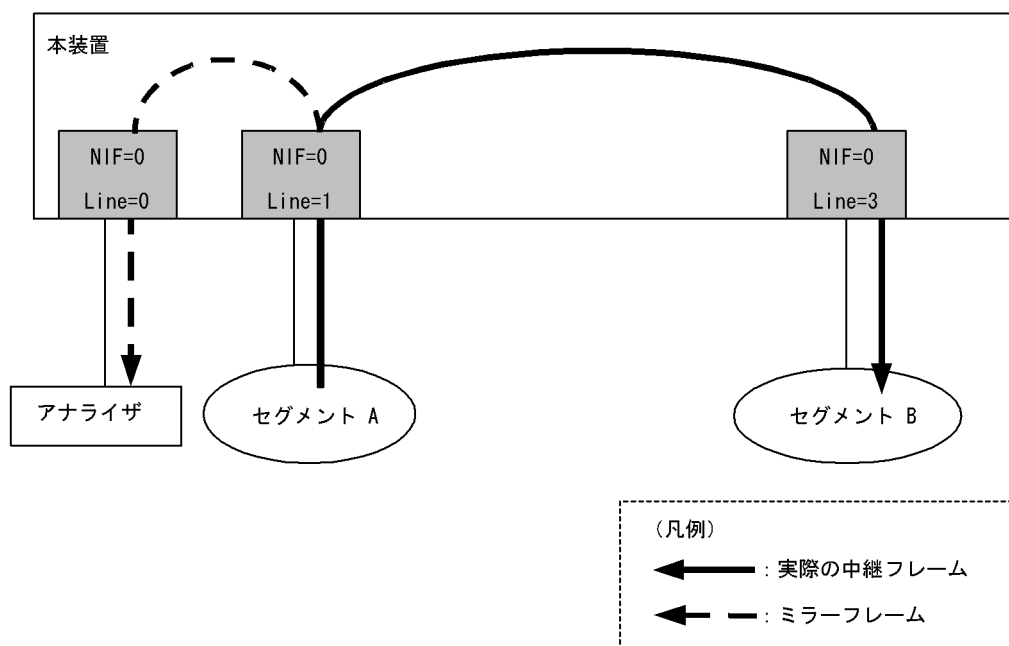 本装置
NIF=0
Line=0
NIF=0
Line=1
NIF=0
Line=3
アナライザ
セグメント A
セグメント B
(凡例)
: 実際の中継フレーム
: ミラーフレーム